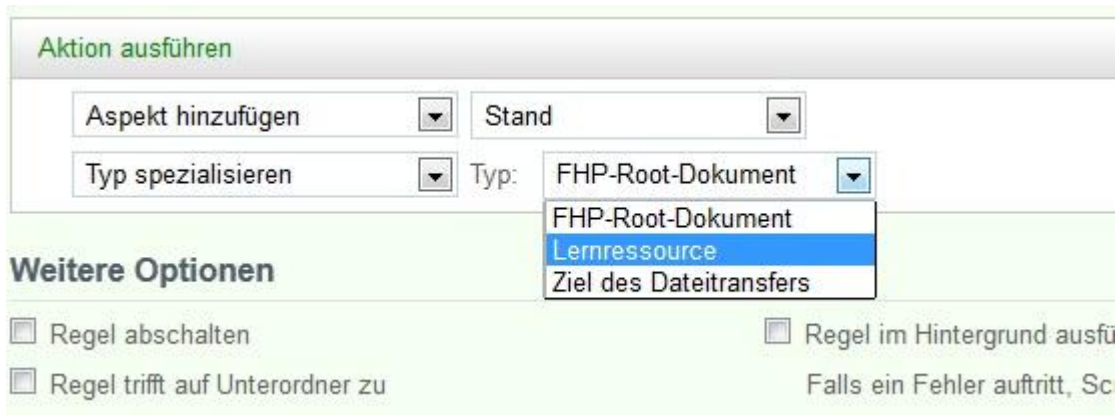 Aktion ausführen
Aspekt hinzufügen Stand
Typ spezialisieren Typ: FHP-Root-Dokument
FHP-Root-Dokument
Lernressource
Ziel des Dateitransfers
Weitere Optionen
Regel abschalten Regel im Hintergrund ausfü
Regel trifft auf Unterordner zu Falls ein Fehler auftritt, Sc